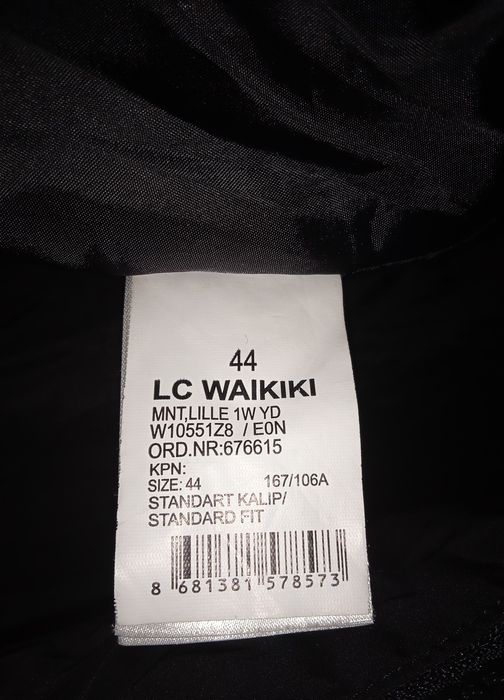 44
LC WAIKIKI
MNT,LILLE 1W YD
W10551Z8 / E0N
ORD.NR:676615
KPN:
SIZE: 44 167/106A
STANDART KALIP/
STANDARD FIT
8 681381 578573